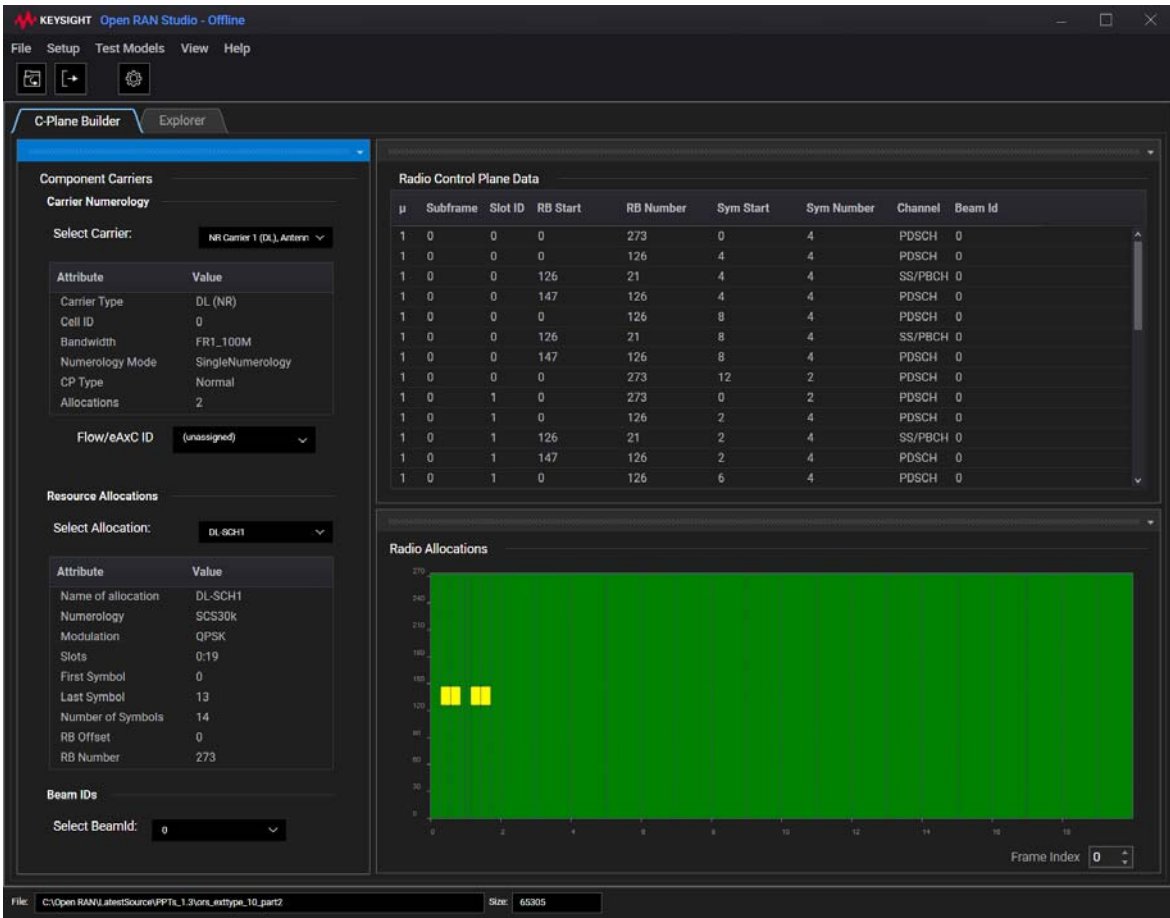 KEYSIGHT Open RAN Studio - Offline
File Setup Test Models View Help
C-Plane Builder Explorer
Component Carriers
Carrier Numerology
Select Carrier: NR Carrier 1 (DL), Antenn
Attribute Value
Carrier Type DL (NR)
Cell ID 0
Bandwidth FR1_100M
Numerology Mode SingleNumerology
CP Type Normal
Allocations 2
Flow/eAxC ID (unassigned)
Resource Allocations
Select Allocation: DL-SCH1
Attribute Value
Name of allocation DL-SCH1
Numerology SCS30k
Modulation QPSK
Slots 0:19
First Symbol 0
Last Symbol 13
Number of Symbols 14
RB Offset 0
RB Number 273
Beam IDs
Select BeamId: 0
Radio Control Plane Data
μ Subframe Slot ID RB Start RB Number Sym Start Sym Number Channel Beam Id
1 0 0 0 273 0 4 PDSCH 0
1 0 0 0 126 4 4 PDSCH 0
1 0 0 126 21 4 4 SS/PBCH 0
1 0 0 147 126 4 4 PDSCH 0
1 0 0 0 126 8 4 PDSCH 0
1 0 0 126 21 8 4 SS/PBCH 0
1 0 0 147 126 8 4 PDSCH 0
1 0 0 0 273 12 2 PDSCH 0
1 0 1 0 273 0 2 PDSCH 0
1 0 1 0 126 2 4 PDSCH 0
1 0 1 126 21 2 4 SS/PBCH 0
1 0 1 147 126 2 4 PDSCH 0
1 0 1 0 126 6 4 PDSCH 0
Radio Allocations
270
240
210
180
150
120
90
60
30
0
0 2 4 6 8 10 12 14 16 18
Frame Index 0
File: C:\Open RAN\LatestSource\PPTs_1.3\ors_exttype_10_part2 Size: 65305